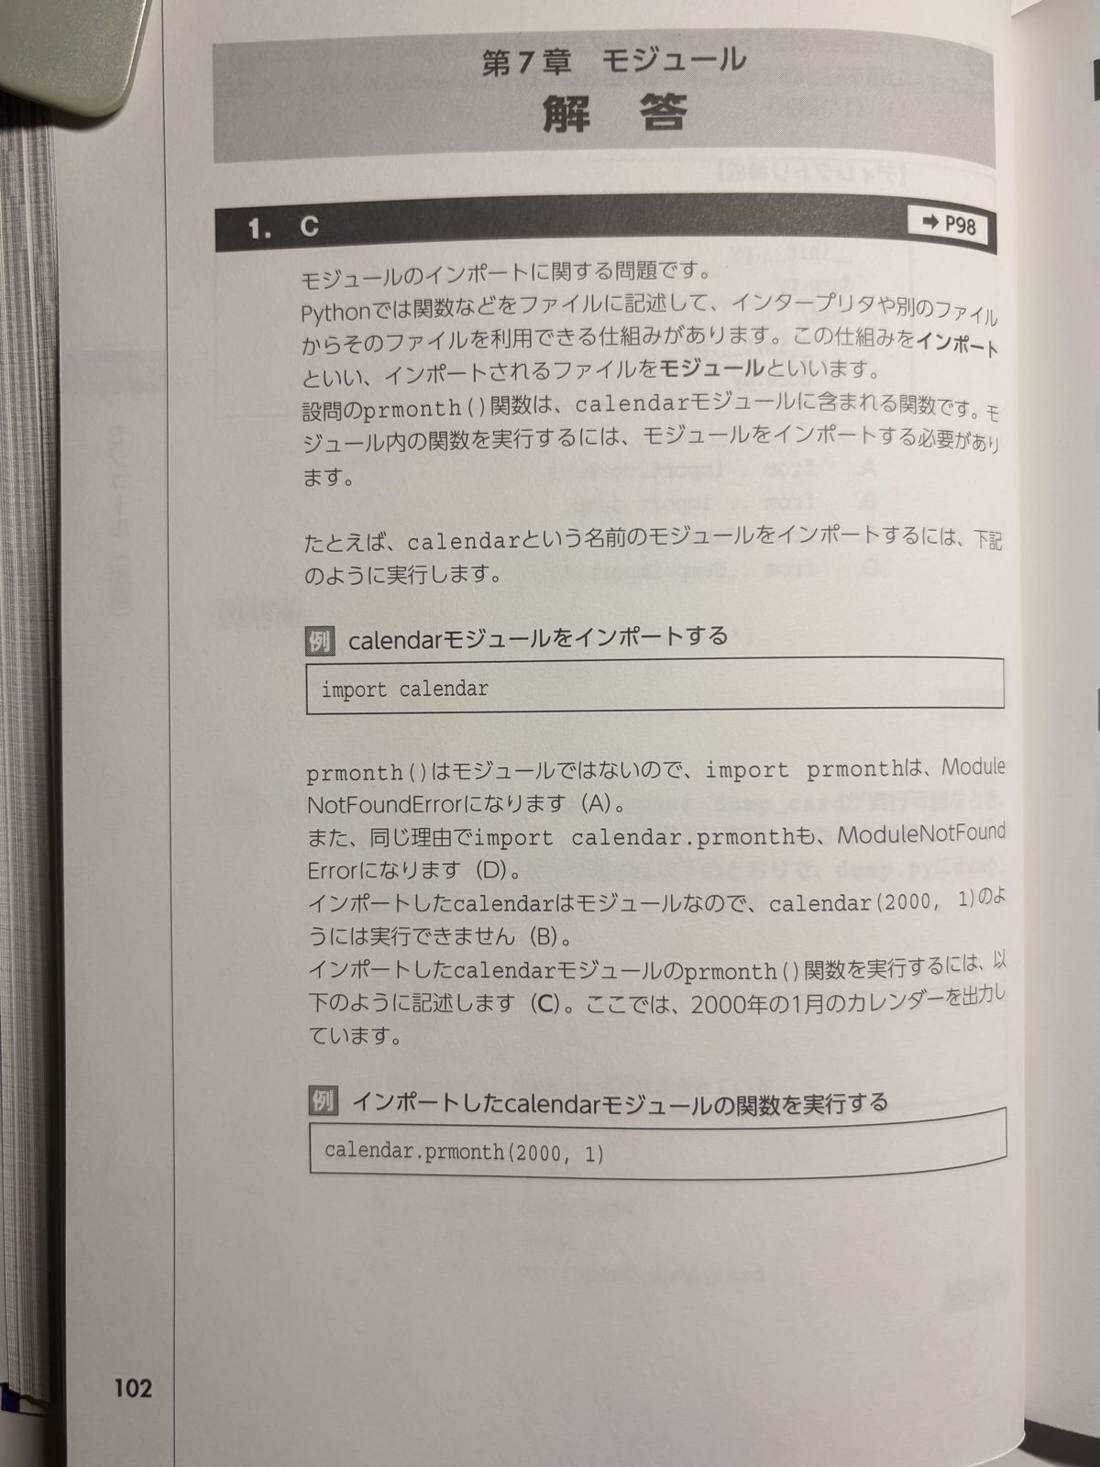 第7章 モジュール
解 答
1. C
➡ P98
モジュールのインポートに関する問題です。
Pythonでは関数などをファイルに記述して、インタープリタや別のファイル
からそのファイルを利用できる仕組みがあります。この仕組みをインポート
といい、インポートされるファイルをモジュールといいます。
設問のprmonth()関数は、calendarモジュールに含まれる関数です。モ
ジュール内の関数を実行するには、モジュールをインポートする必要があり
ます。
たとえば、calendarという名前のモジュールをインポートするには、下記
のように実行します。
例 calendarモジュールをインポートする
import calendar
prmonth()はモジュールではないので、import prmonthは、Module
NotFoundErrorになります（A）。
また、同じ理由でimport calendar.prmonthも、ModuleNotFound
Errorになります（D）。
インポートしたcalendarはモジュールなので、calendar(2000, 1)のよ
うには実行できません（B）。
インポートしたcalendarモジュールのprmonth()関数を実行するには、以
下のように記述します（C）。ここでは、2000年の1月のカレンダーを出力し
ています。
例 インポートしたcalendarモジュールの関数を実行する
calendar.prmonth(2000, 1)
102